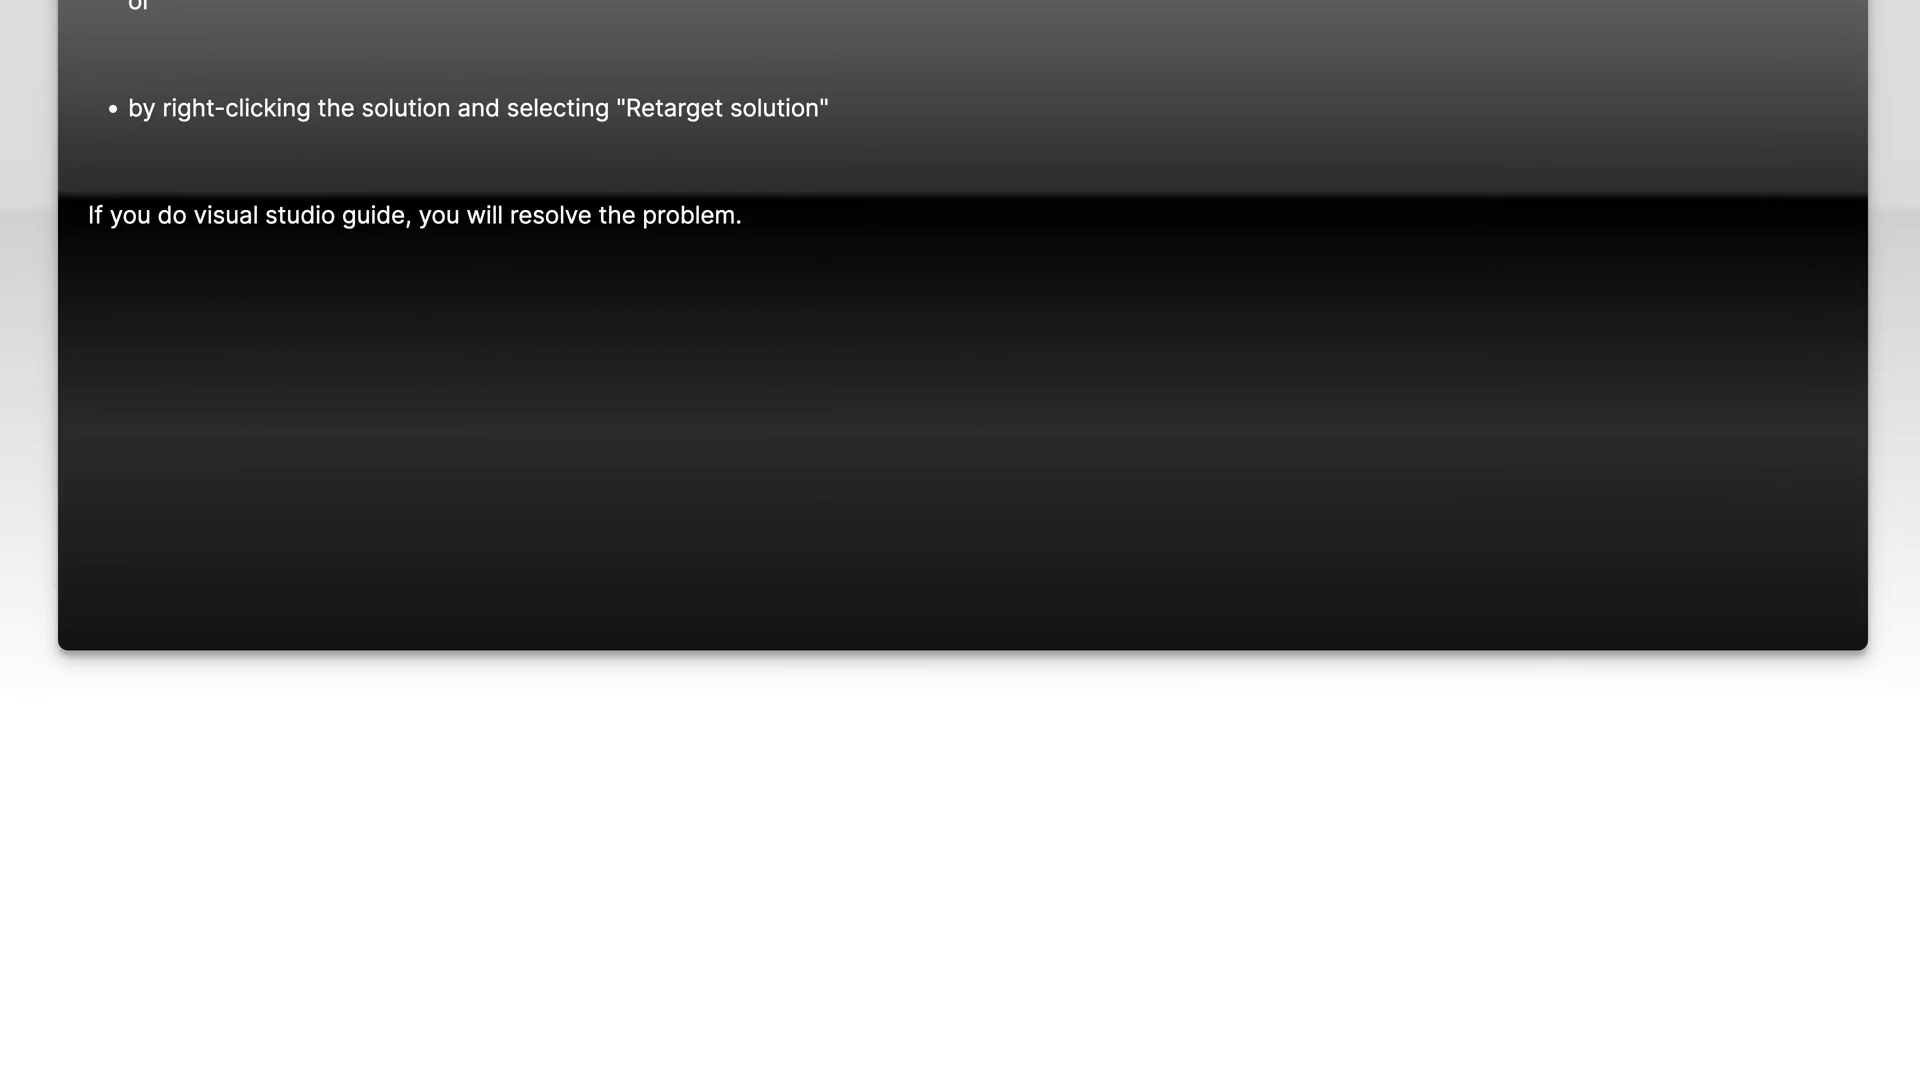 or
• by right-clicking the solution and selecting "Retarget solution"
If you do visual studio guide, you will resolve the problem.